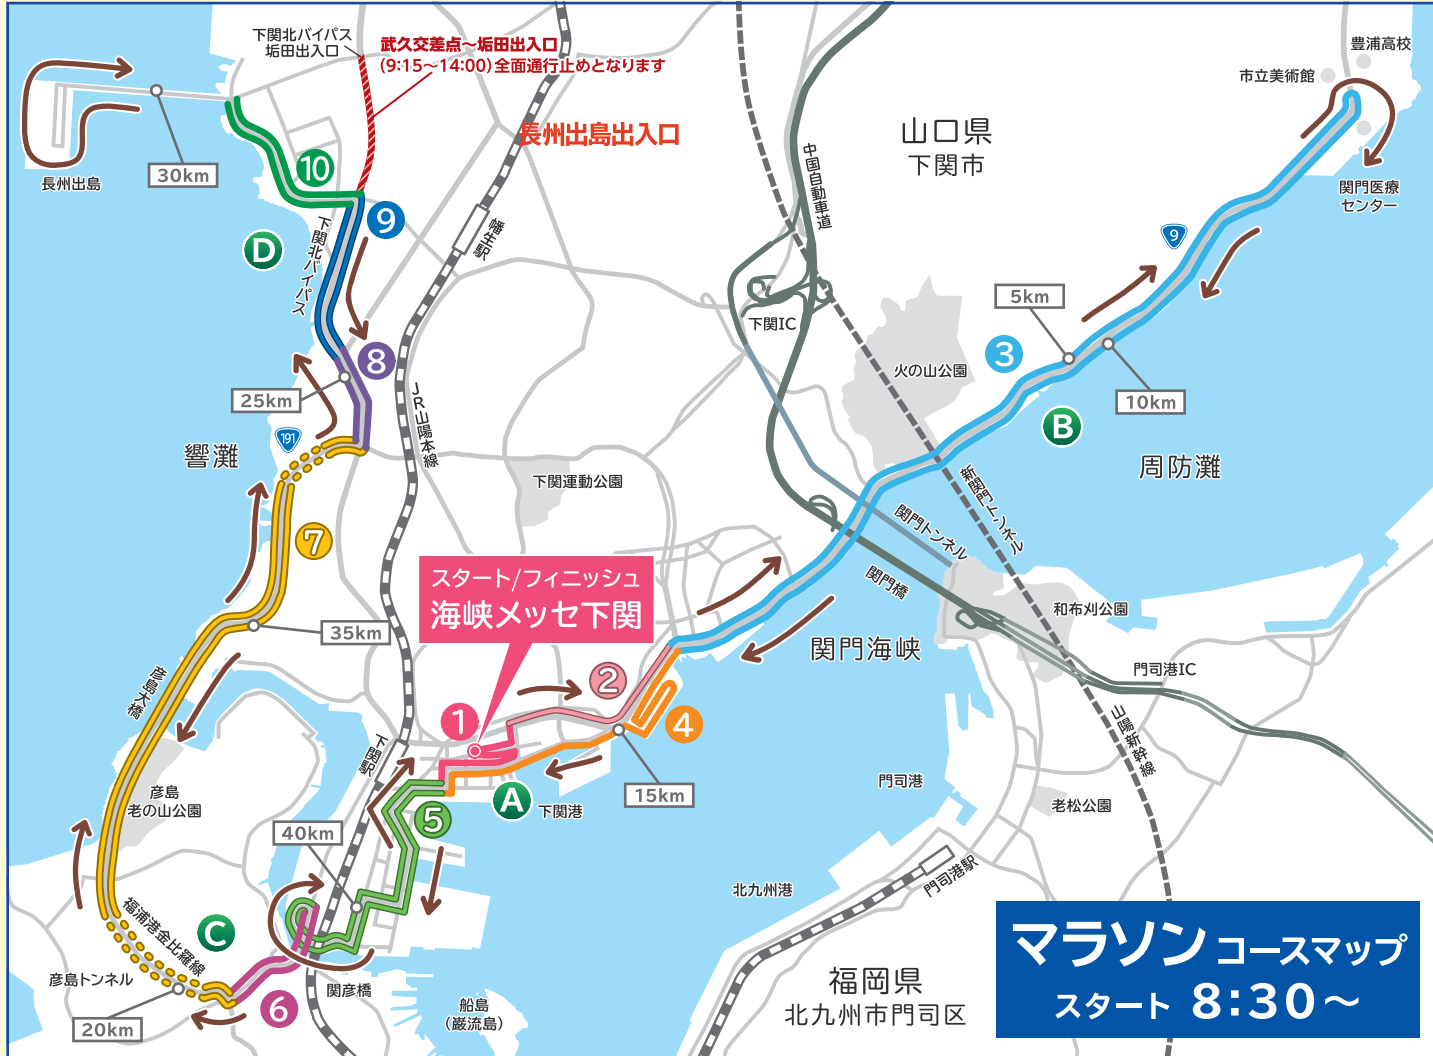 下関北バイパス
垢田出入口
武久交差点～垢田出入口
(9:15～14:00)全面通行止めとなります
長州出島出入口
豊浦高校
市立美術館
山口県
下関市
中国自動車道
30km
長州出島
10
9
D
下関北バイパス
幡生駅
関門医療
センター
9
5km
下関IC
3
8
火の山公園
25km
10km
B
JR山陽本線
191
響灘
周防灘
下関運動公園
新関門トンネル
関門トンネル
7
関門橋
スタート/フィニッシュ
海峡メッセ下関
和布刈公園
35km
関門海峡
門司港IC
彦島大橋
2
1
4
山陽新幹線
下関駅
15km
門司港
彦島
老の山公園
A
下関港
老松公園
5
40km
門司港駅
北九州港
福浦港金比羅線
C
マラソン コースマップ
スタート 8:30～
彦島トンネル
関彦橋
福岡県
北九州市門司区
6
船島
(巌流島)
20km